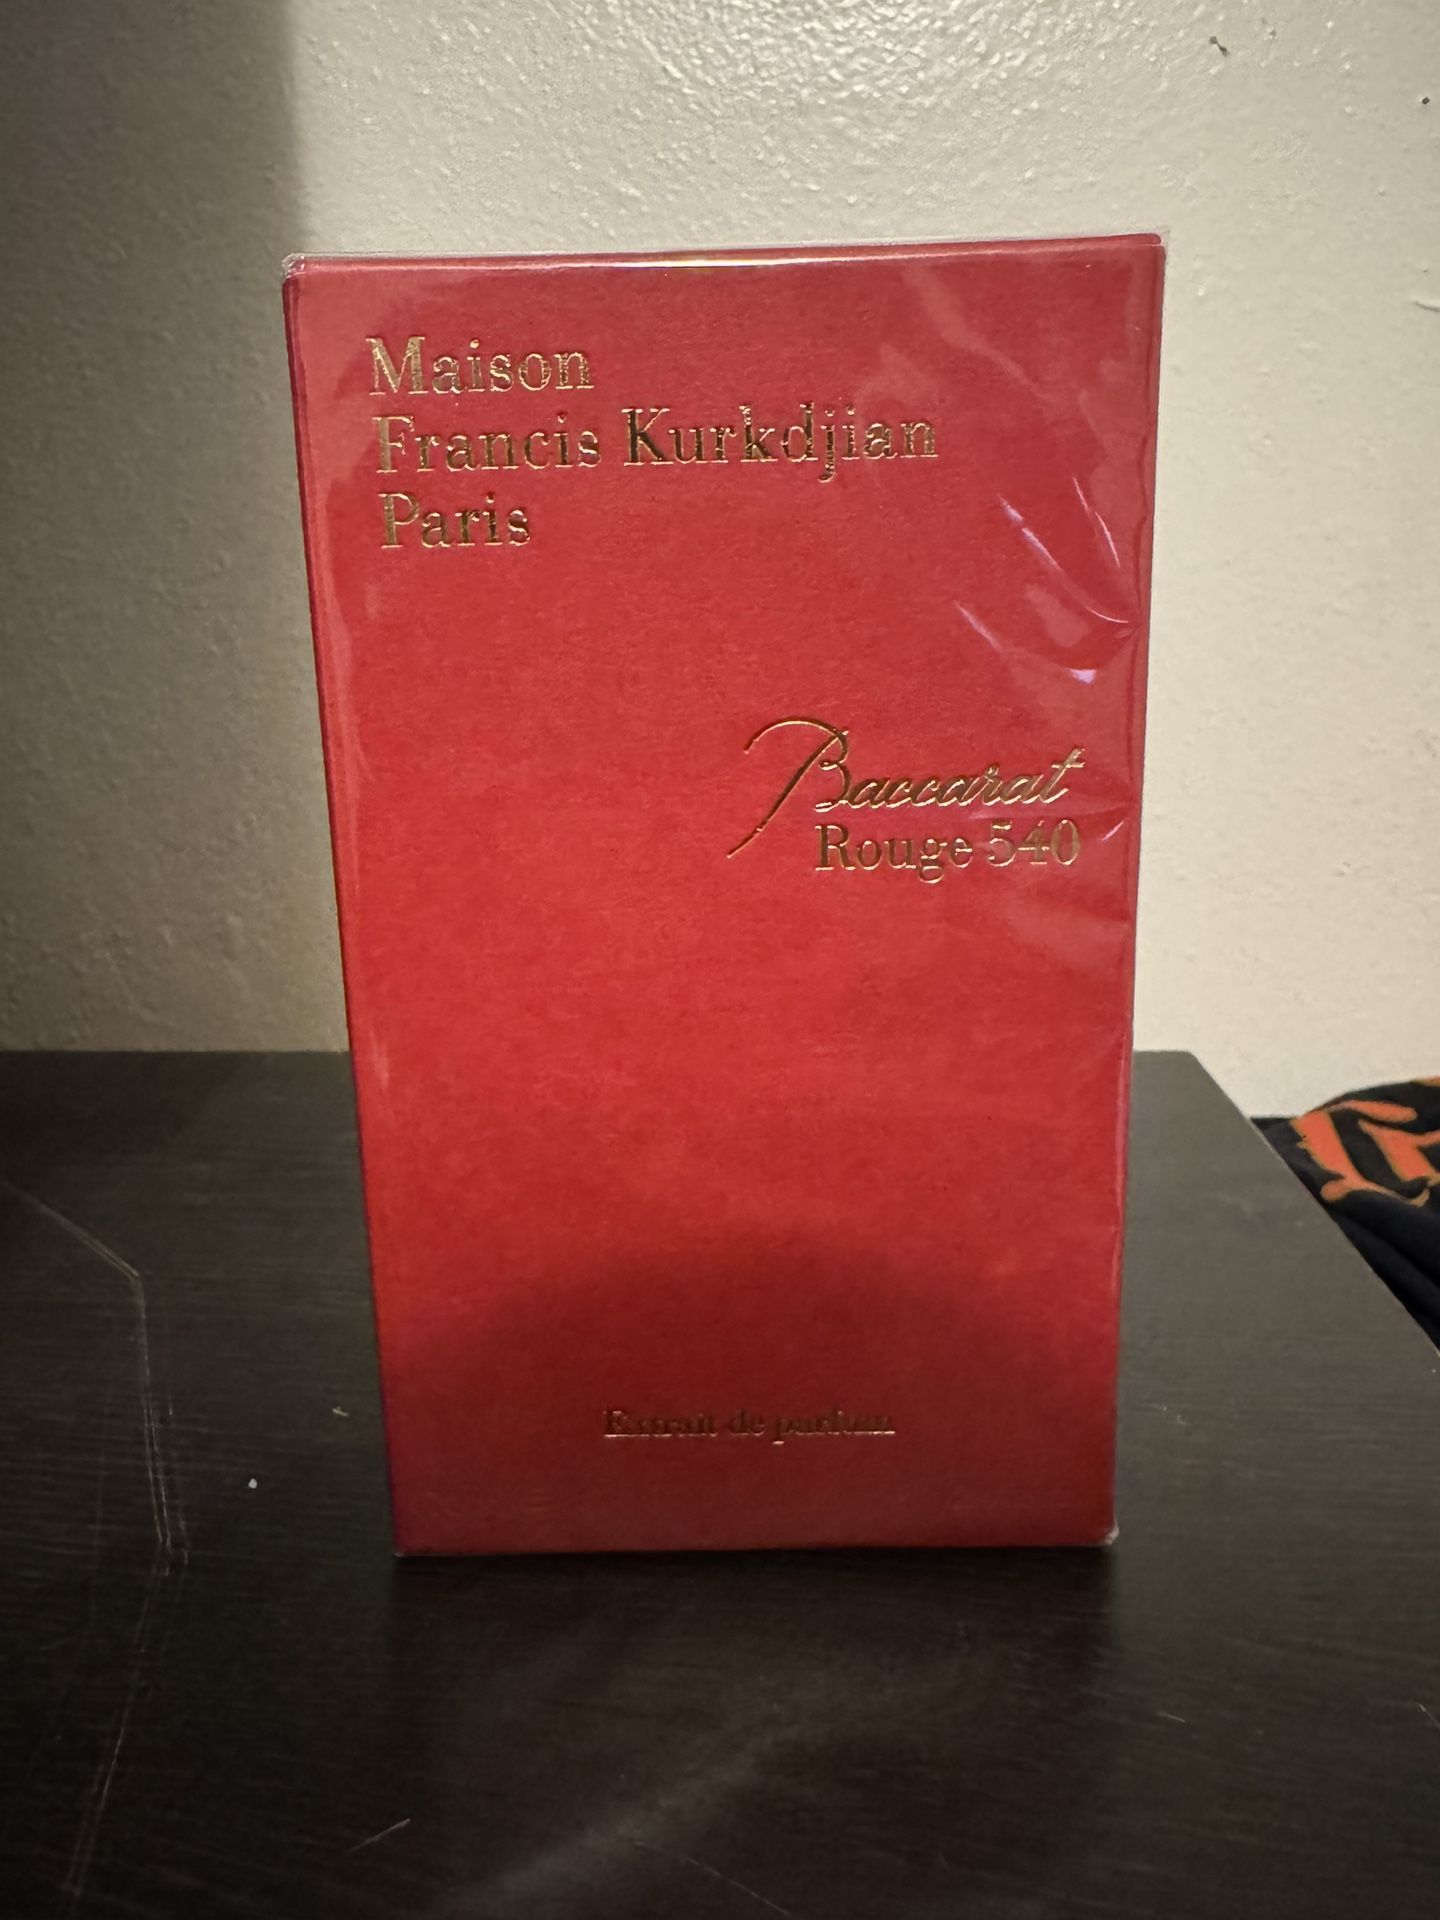 Maison
Francis Kurkdjian
Paris
Baccarat
Rouge 540
Extrait de parfum